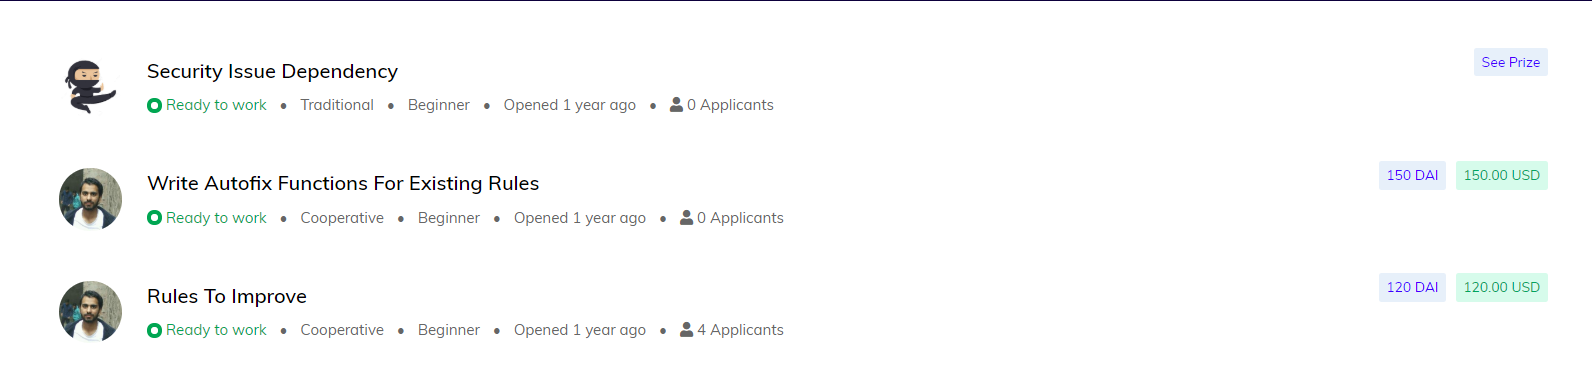 Security Issue Dependency
See Prize
Ready to work • Traditional • Beginner • Opened 1 year ago • 0 Applicants
Write Autofix Functions For Existing Rules
150 DAI 150.00 USD
Ready to work • Cooperative • Beginner • Opened 1 year ago • 0 Applicants
Rules To Improve
120 DAI 120.00 USD
Ready to work • Cooperative • Beginner • Opened 1 year ago • 4 Applicants